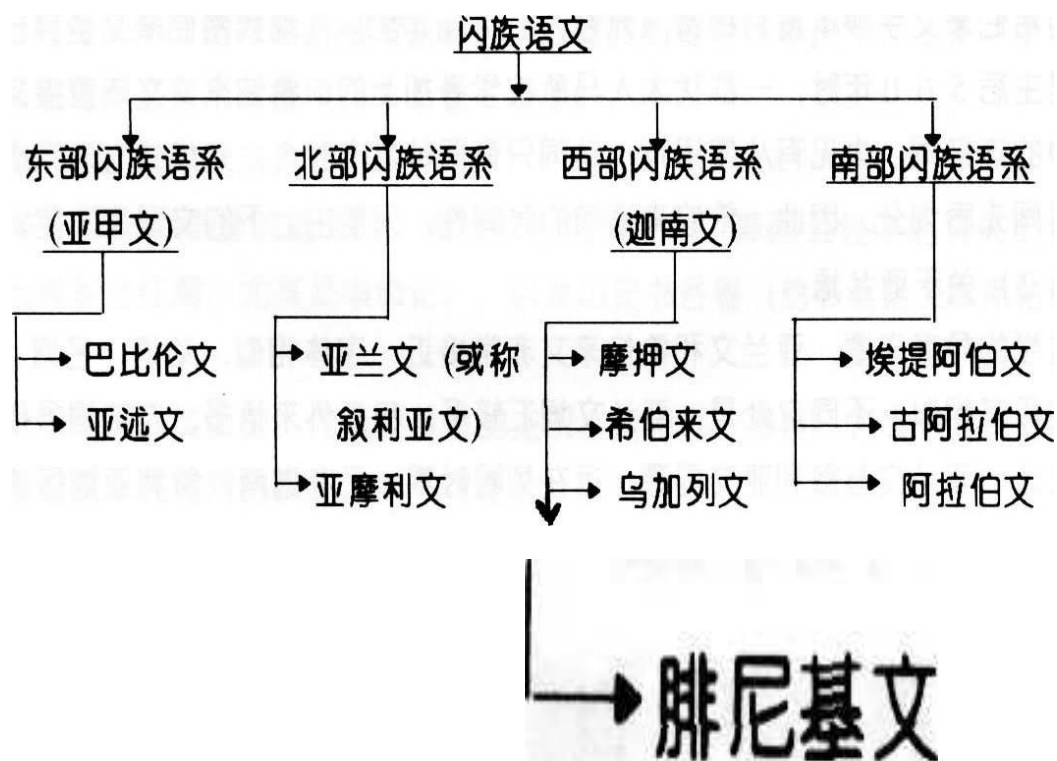 闪族语文
东部闪族语系 北部闪族语系 西部闪族语系 南部闪族语系
(亚甲文) (迦南文)
巴比伦文 亚兰文 (或称 摩押文 埃提阿伯文
亚述文 叙利亚文) 希伯来文 古阿拉伯文
亚摩利文 乌加列文 阿拉伯文
腓尼基文